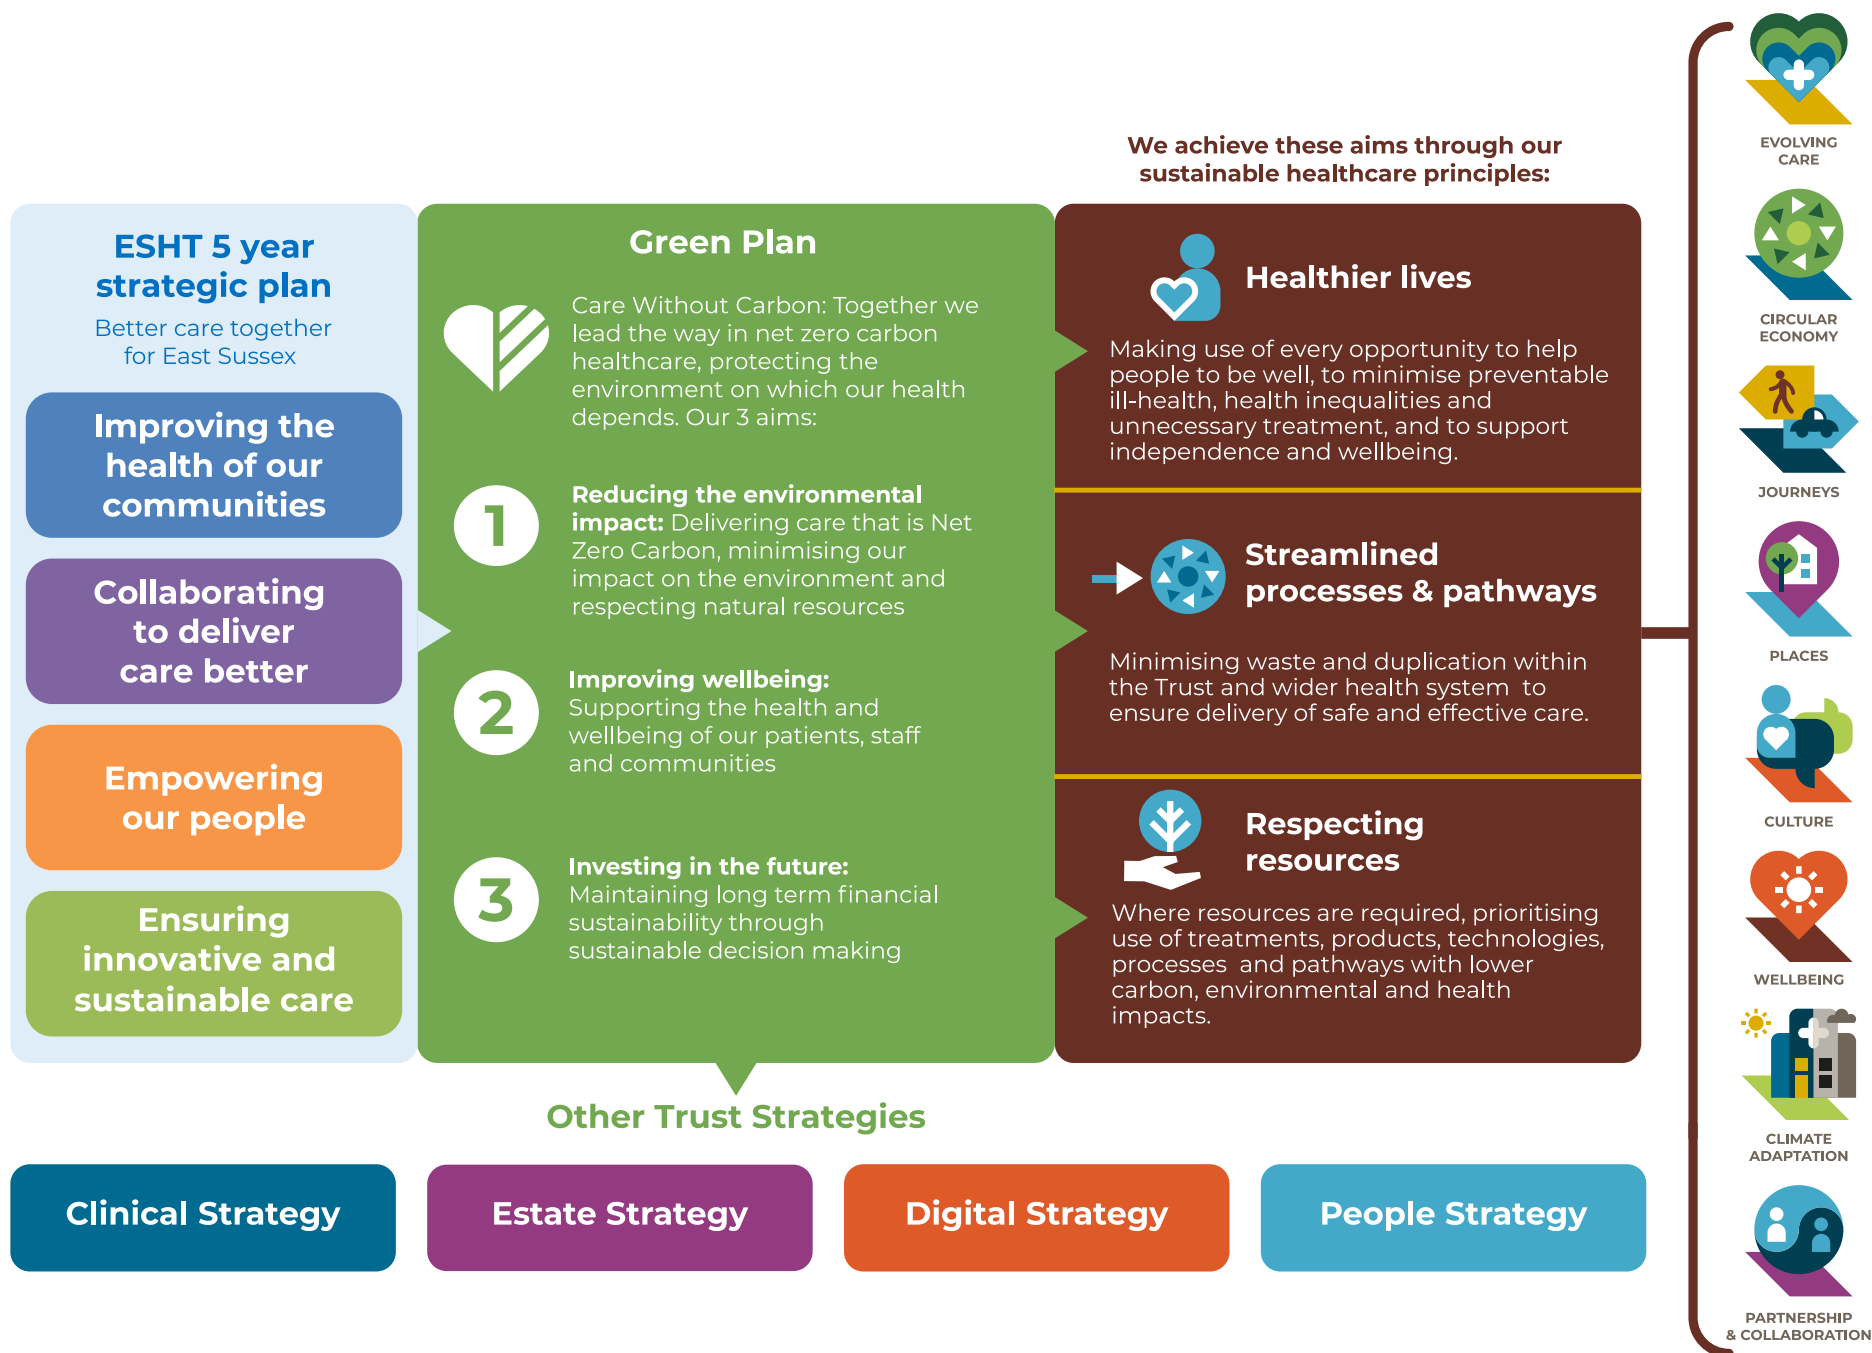 ESHT 5 year
strategic plan
Better care together
for East Sussex
Improving the
health of our
communities
Collaborating
to deliver
care better
Empowering
our people
Ensuring
innovative and
sustainable care
Green Plan
Care Without Carbon: Together we
lead the way in net zero carbon
healthcare, protecting the
environment on which our health
depends. Our 3 aims:
1
Reducing the environmental
impact: Delivering care that is Net
Zero Carbon, minimising our
impact on the environment and
respecting natural resources
2
Improving wellbeing:
Supporting the health and
wellbeing of our patients, staff
and communities
3
Investing in the future:
Maintaining long term financial
sustainability through
sustainable decision making
We achieve these aims through our
sustainable healthcare principles:
Healthier lives
Making use of every opportunity to help
people to be well, to minimise preventable
ill-health, health inequalities and
unnecessary treatment, and to support
independence and wellbeing.
Streamlined
processes & pathways
Minimising waste and duplication within
the Trust and wider health system to
ensure delivery of safe and effective care.
Respecting
resources
Where resources are required, prioritising
use of treatments, products, technologies,
processes and pathways with lower
carbon, environmental and health
impacts.
Other Trust Strategies
Clinical Strategy
Estate Strategy
Digital Strategy
People Strategy
EVOLVING
CARE
CIRCULAR
ECONOMY
JOURNEYS
PLACES
CULTURE
WELLBEING
CLIMATE
ADAPTATION
PARTNERSHIP
& COLLABORATION